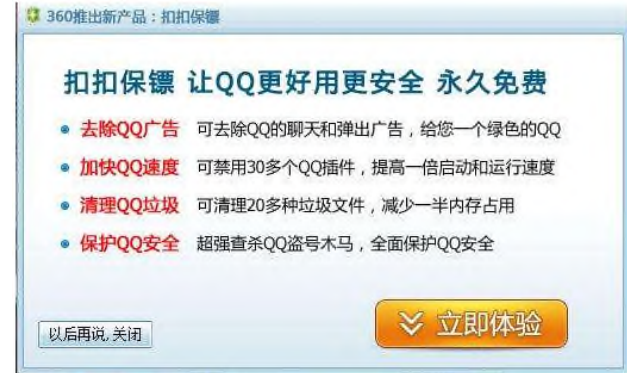 360推出新产品：扣扣保镖
扣扣保镖 让QQ更好用更安全 永久免费
去除QQ广告 可去除QQ的聊天和弹出广告，给您一个绿色的QQ
加快QQ速度 可禁用30多个QQ插件，提高一倍启动和运行速度
清理QQ垃圾 可清理20多种垃圾文件，减少一半内存占用
保护QQ安全 超强查杀QQ盗号木马，全面保护QQ安全
以后再说,关闭 立即体验